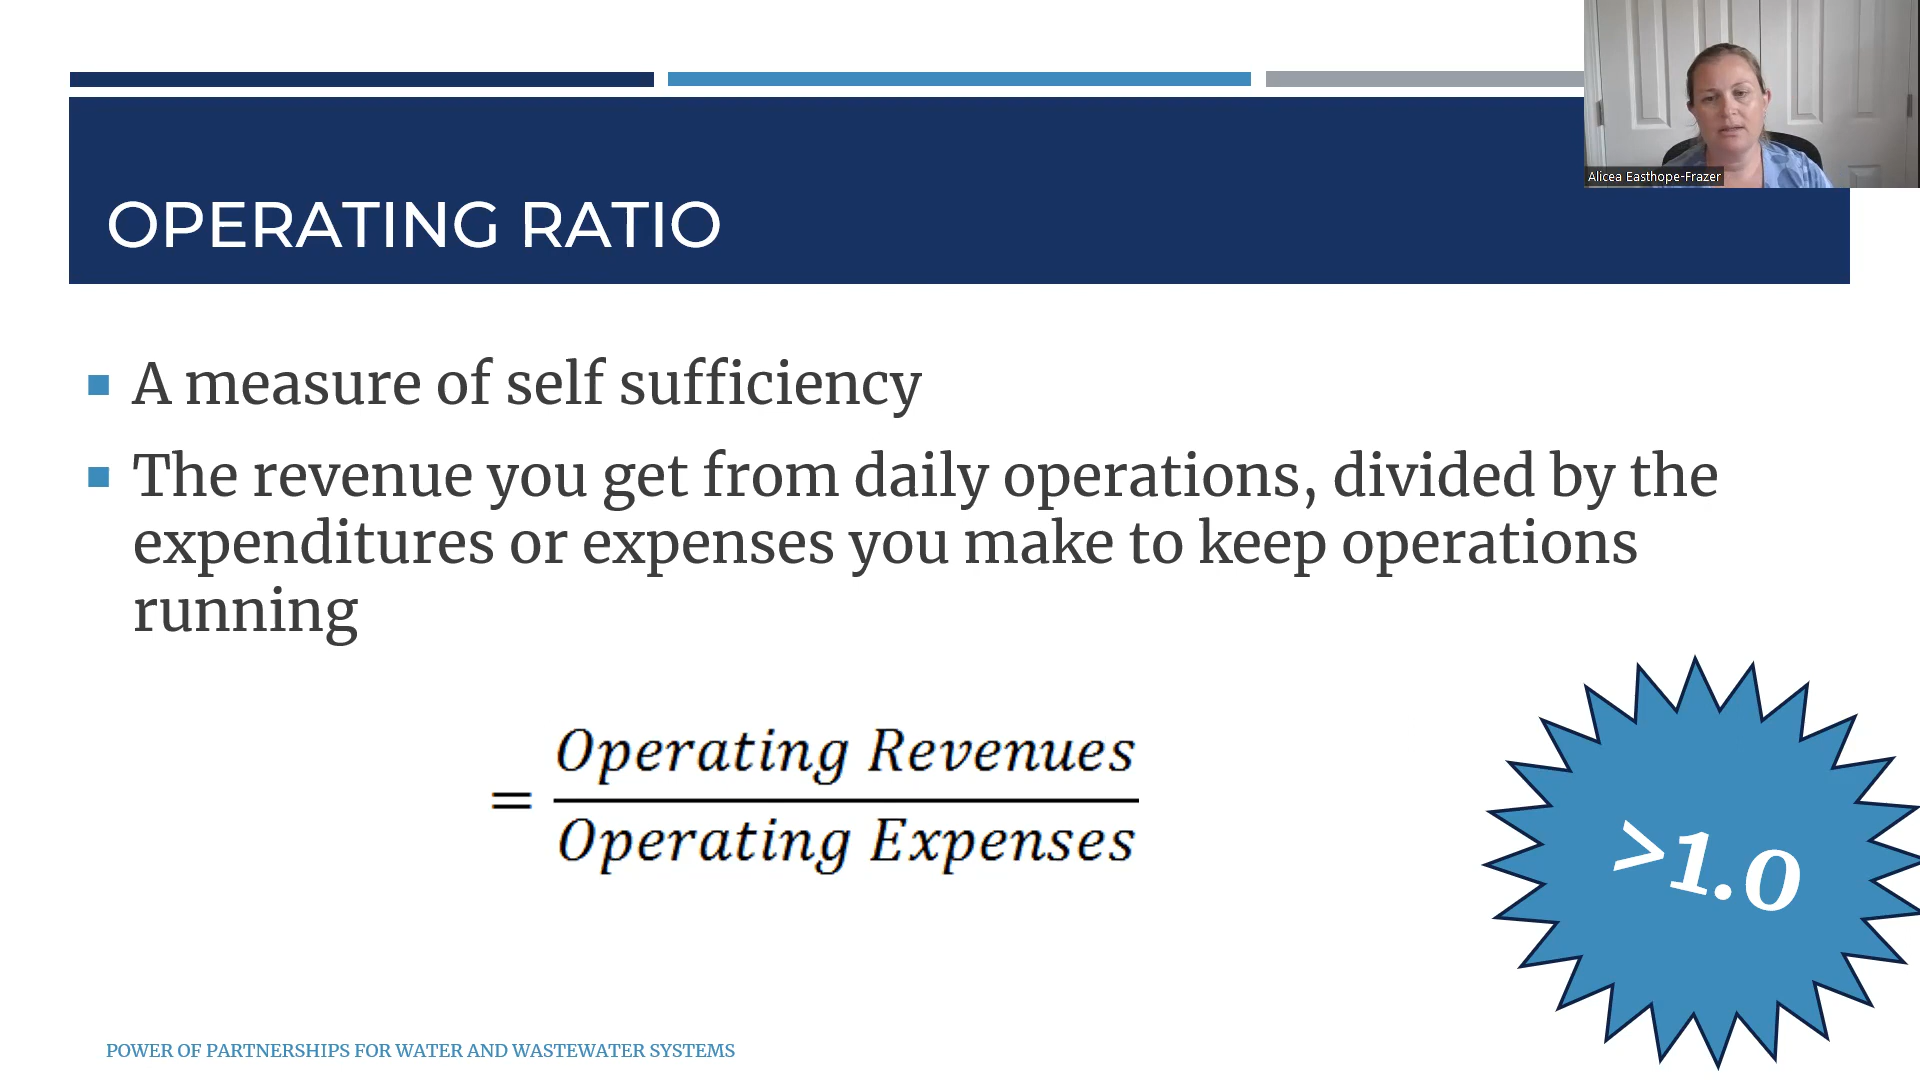 Alicea Easthope-Frazer
OPERATING RATIO
A measure of self sufficiency
The revenue you get from daily operations, divided by the
expenditures or expenses you make to keep operations
running
= Operating Revenues
Operating Expenses
>1.0
POWER OF PARTNERSHIPS FOR WATER AND WASTEWATER SYSTEMS